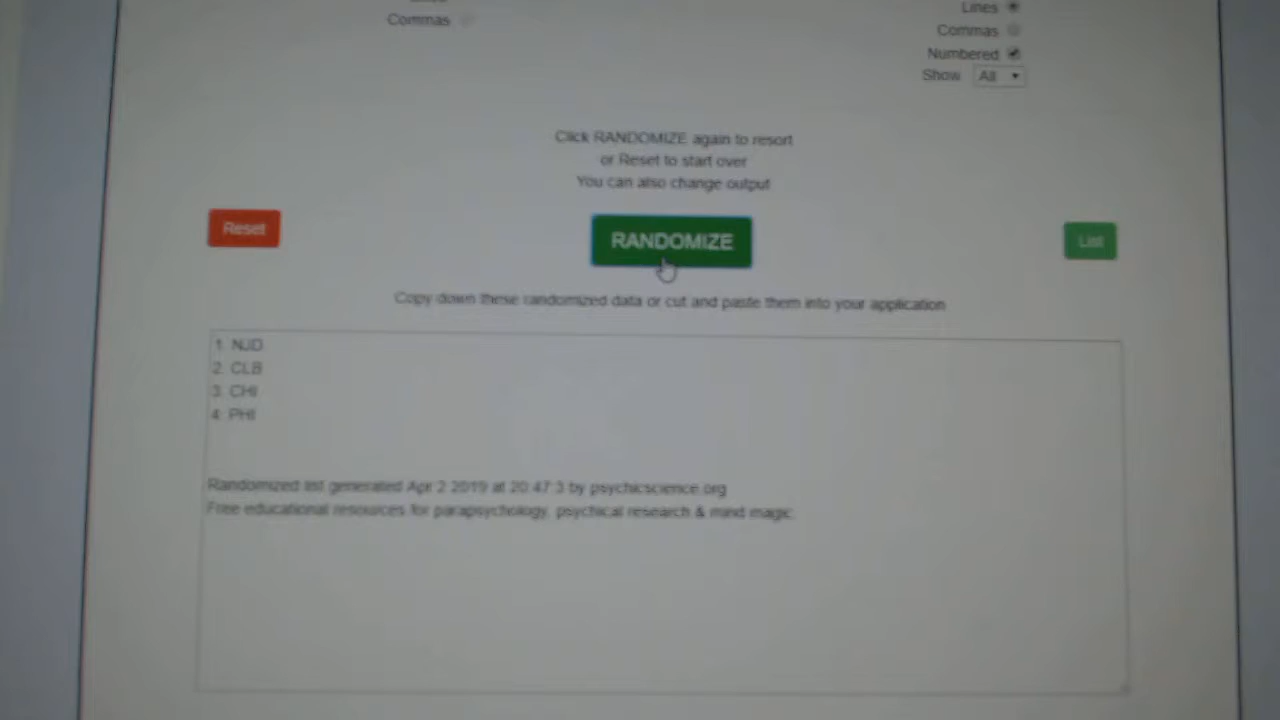 Commas
Lines
Commas
Numbered
Show All
Click RANDOMIZE again to resort
or Reset to start over
You can also change output
Reset
RANDOMIZE
List
Copy down these randomized data or cut and paste them into your application
1. NJD
2. CLB
3. CHI
4. PHI
Randomized list generated Apr 2 2019 at 20:47:3 by psychicscience.org
Free educational resources for parapsychology, psychical research & mind magic.